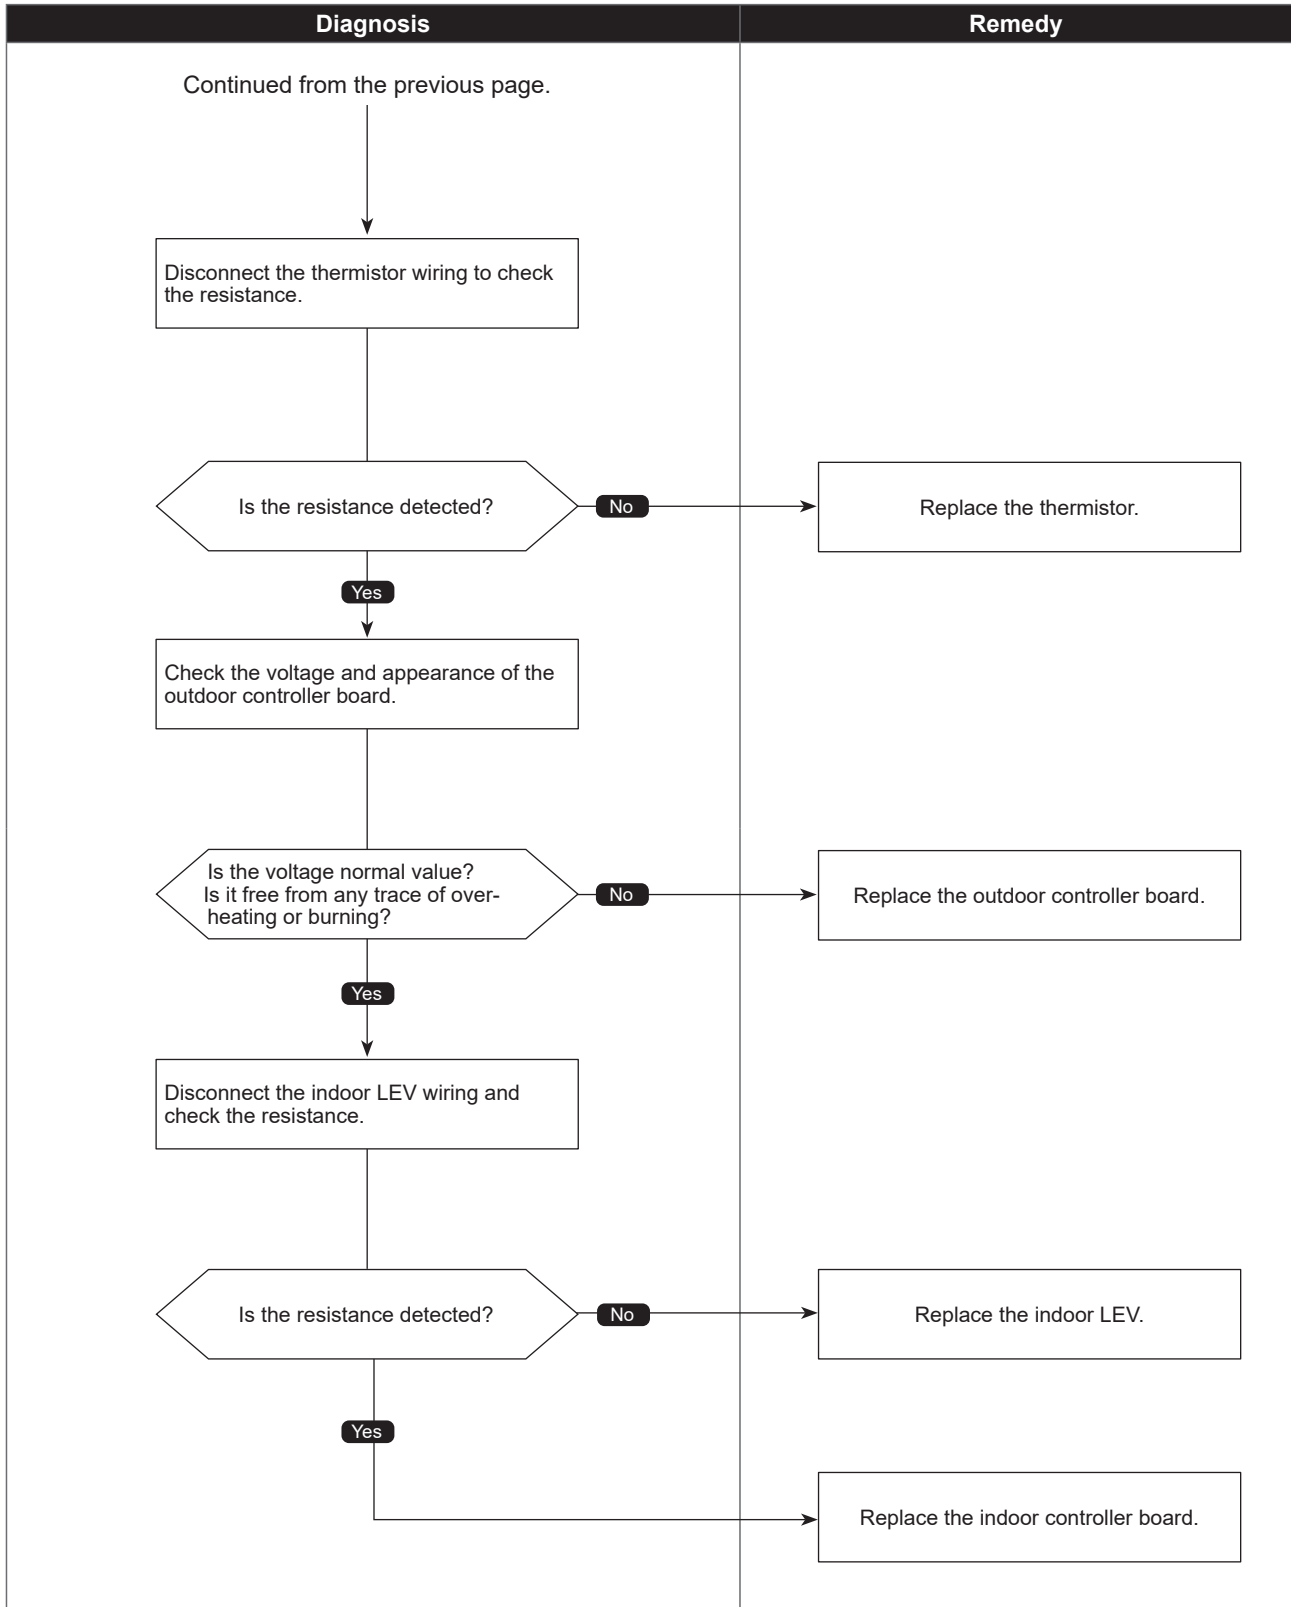 Diagnosis
Remedy
Continued from the previous page.
Disconnect the thermistor wiring to check
the resistance.
Is the resistance detected?
No
Replace the thermistor.
Yes
Check the voltage and appearance of the
outdoor controller board.
Is the voltage normal value?
Is it free from any trace of over-
heating or burning?
No
Replace the outdoor controller board.
Yes
Disconnect the indoor LEV wiring and
check the resistance.
Is the resistance detected?
No
Replace the indoor LEV.
Yes
Replace the indoor controller board.